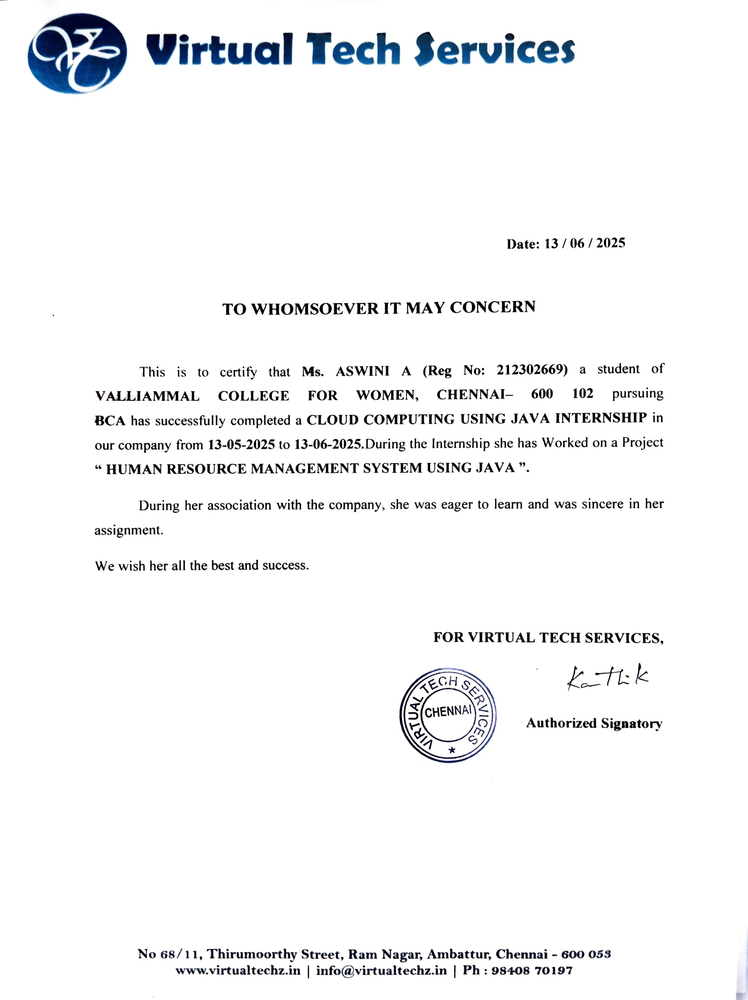 Virtual Tech Services
Date: 13 / 06 / 2025
TO WHOMSOEVER IT MAY CONCERN
This is to certify that Ms. ASWINI A (Reg No: 212302669) a student of
VALLIAMMAL COLLEGE FOR WOMEN, CHENNAI– 600 102 pursuing
BCA has successfully completed a CLOUD COMPUTING USING JAVA INTERNSHIP in
our company from 13-05-2025 to 13-06-2025.During the Internship she has Worked on a Project
“ HUMAN RESOURCE MANAGEMENT SYSTEM USING JAVA ”.
During her association with the company, she was eager to learn and was sincere in her
assignment.
We wish her all the best and success.
FOR VIRTUAL TECH SERVICES,
Karthik
VIRTUAL TECH SERVICES
CHENNAI
Authorized Signatory
No 68/11, Thirumoorthy Street, Ram Nagar, Ambattur, Chennai - 600 053
www.virtualtechz.in | info@virtualtechz.in | Ph : 98408 70197